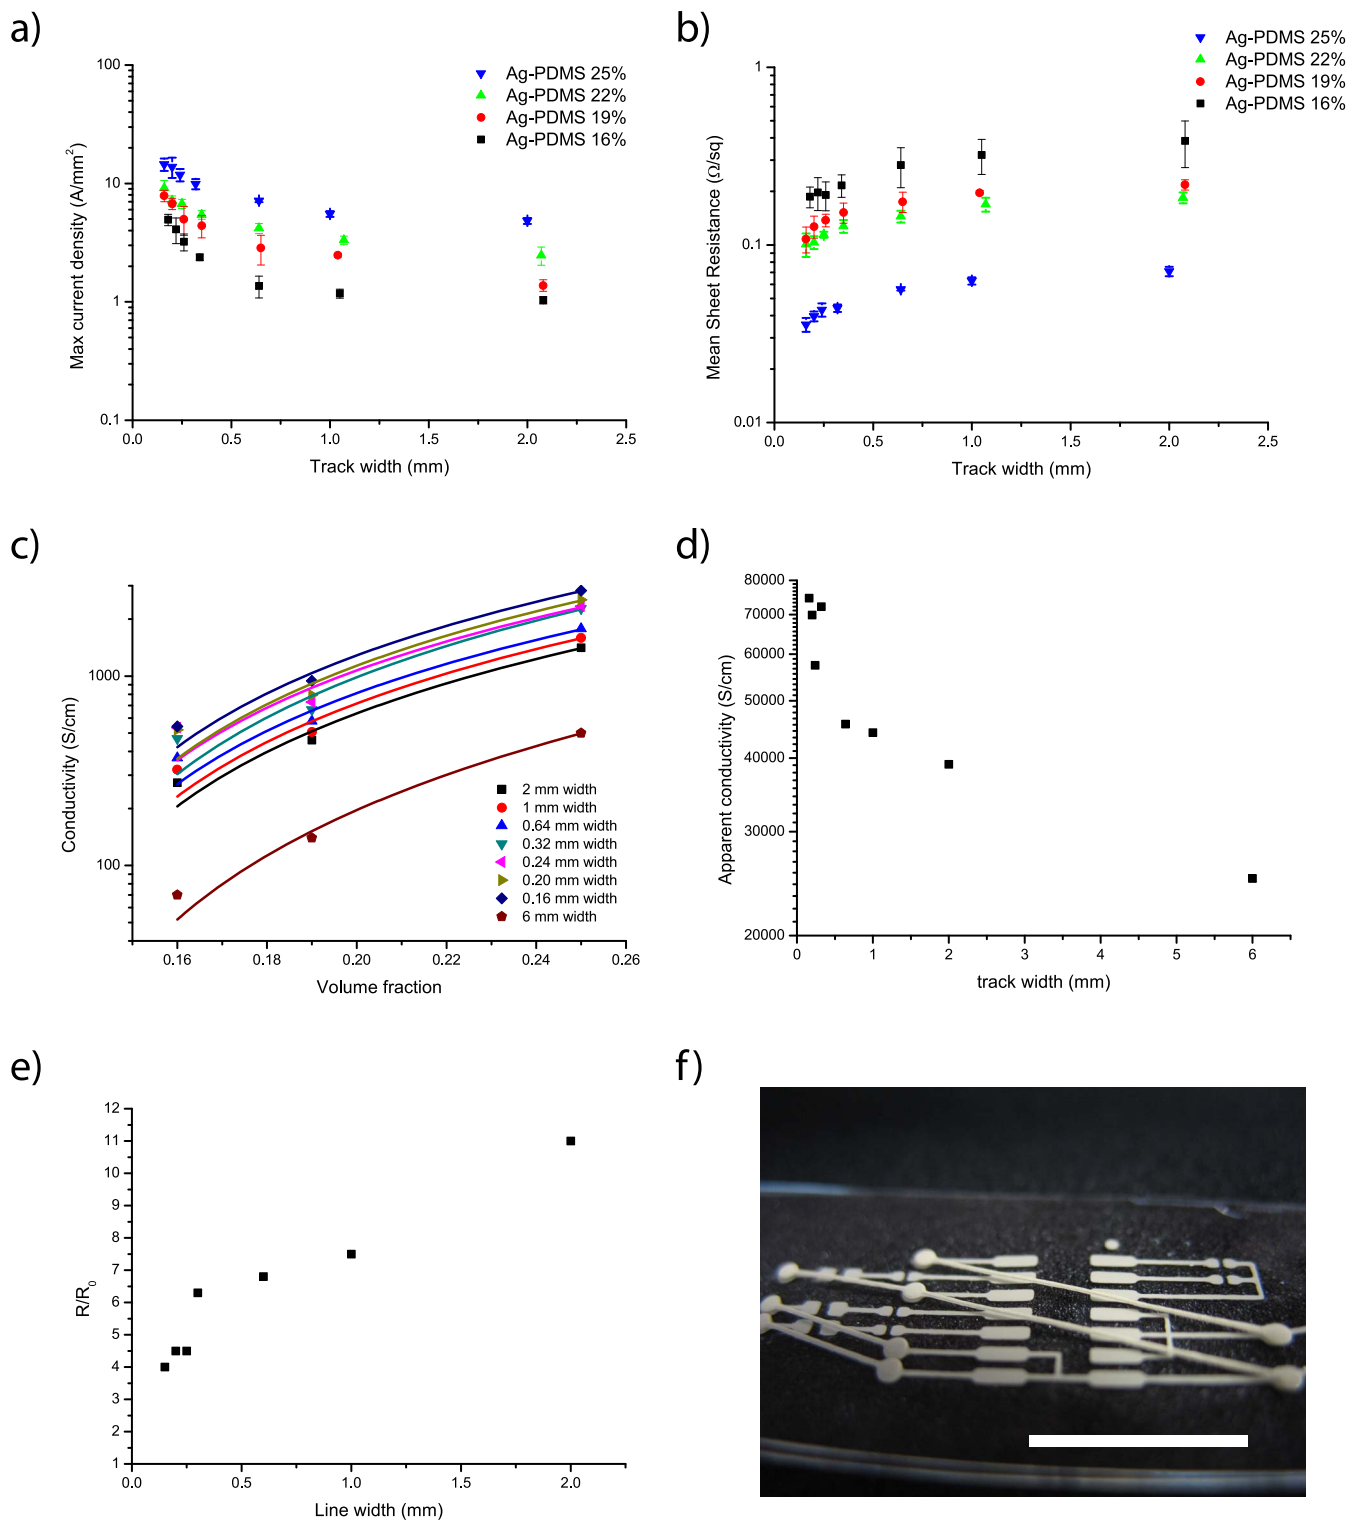 a)
100
10
1
0.1
Max current density (A/mm²)
0.0 0.5 1.0 1.5 2.0 2.5
Track width (mm)
Ag-PDMS 25%
Ag-PDMS 22%
Ag-PDMS 19%
Ag-PDMS 16%
b)
1
0.1
0.01
Mean Sheet Resistance (Ω/sq)
0.0 0.5 1.0 1.5 2.0 2.5
Track width (mm)
Ag-PDMS 25%
Ag-PDMS 22%
Ag-PDMS 19%
Ag-PDMS 16%
c)
1000
100
Conductivity (S/cm)
0.16 0.18 0.20 0.22 0.24 0.26
Volume fraction
2 mm width
1 mm width
0.64 mm width
0.32 mm width
0.24 mm width
0.20 mm width
0.16 mm width
6 mm width
d)
80000
70000
60000
50000
40000
30000
20000
Apparent conductivity (S/cm)
0 1 2 3 4 5 6
track width (mm)
e)
12
11
10
9
8
7
6
5
4
3
2
1
R/R₀
0.0 0.5 1.0 1.5 2.0
Line width (mm)
f)